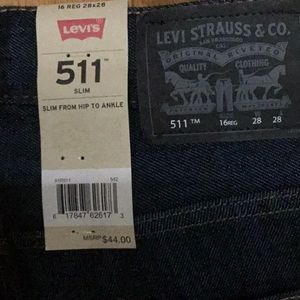 16 REG 28x28
Levi's
511™
SLIM
SLIM FROM HIP TO ANKLE
6 17847 62617 3
MSRP $44.00
LEVI STRAUSS & CO.
SAN FRANCISCO
CAL.
ORIGINAL RIVETED
QUALITY CLOTHING
511™ 16REG 28 28